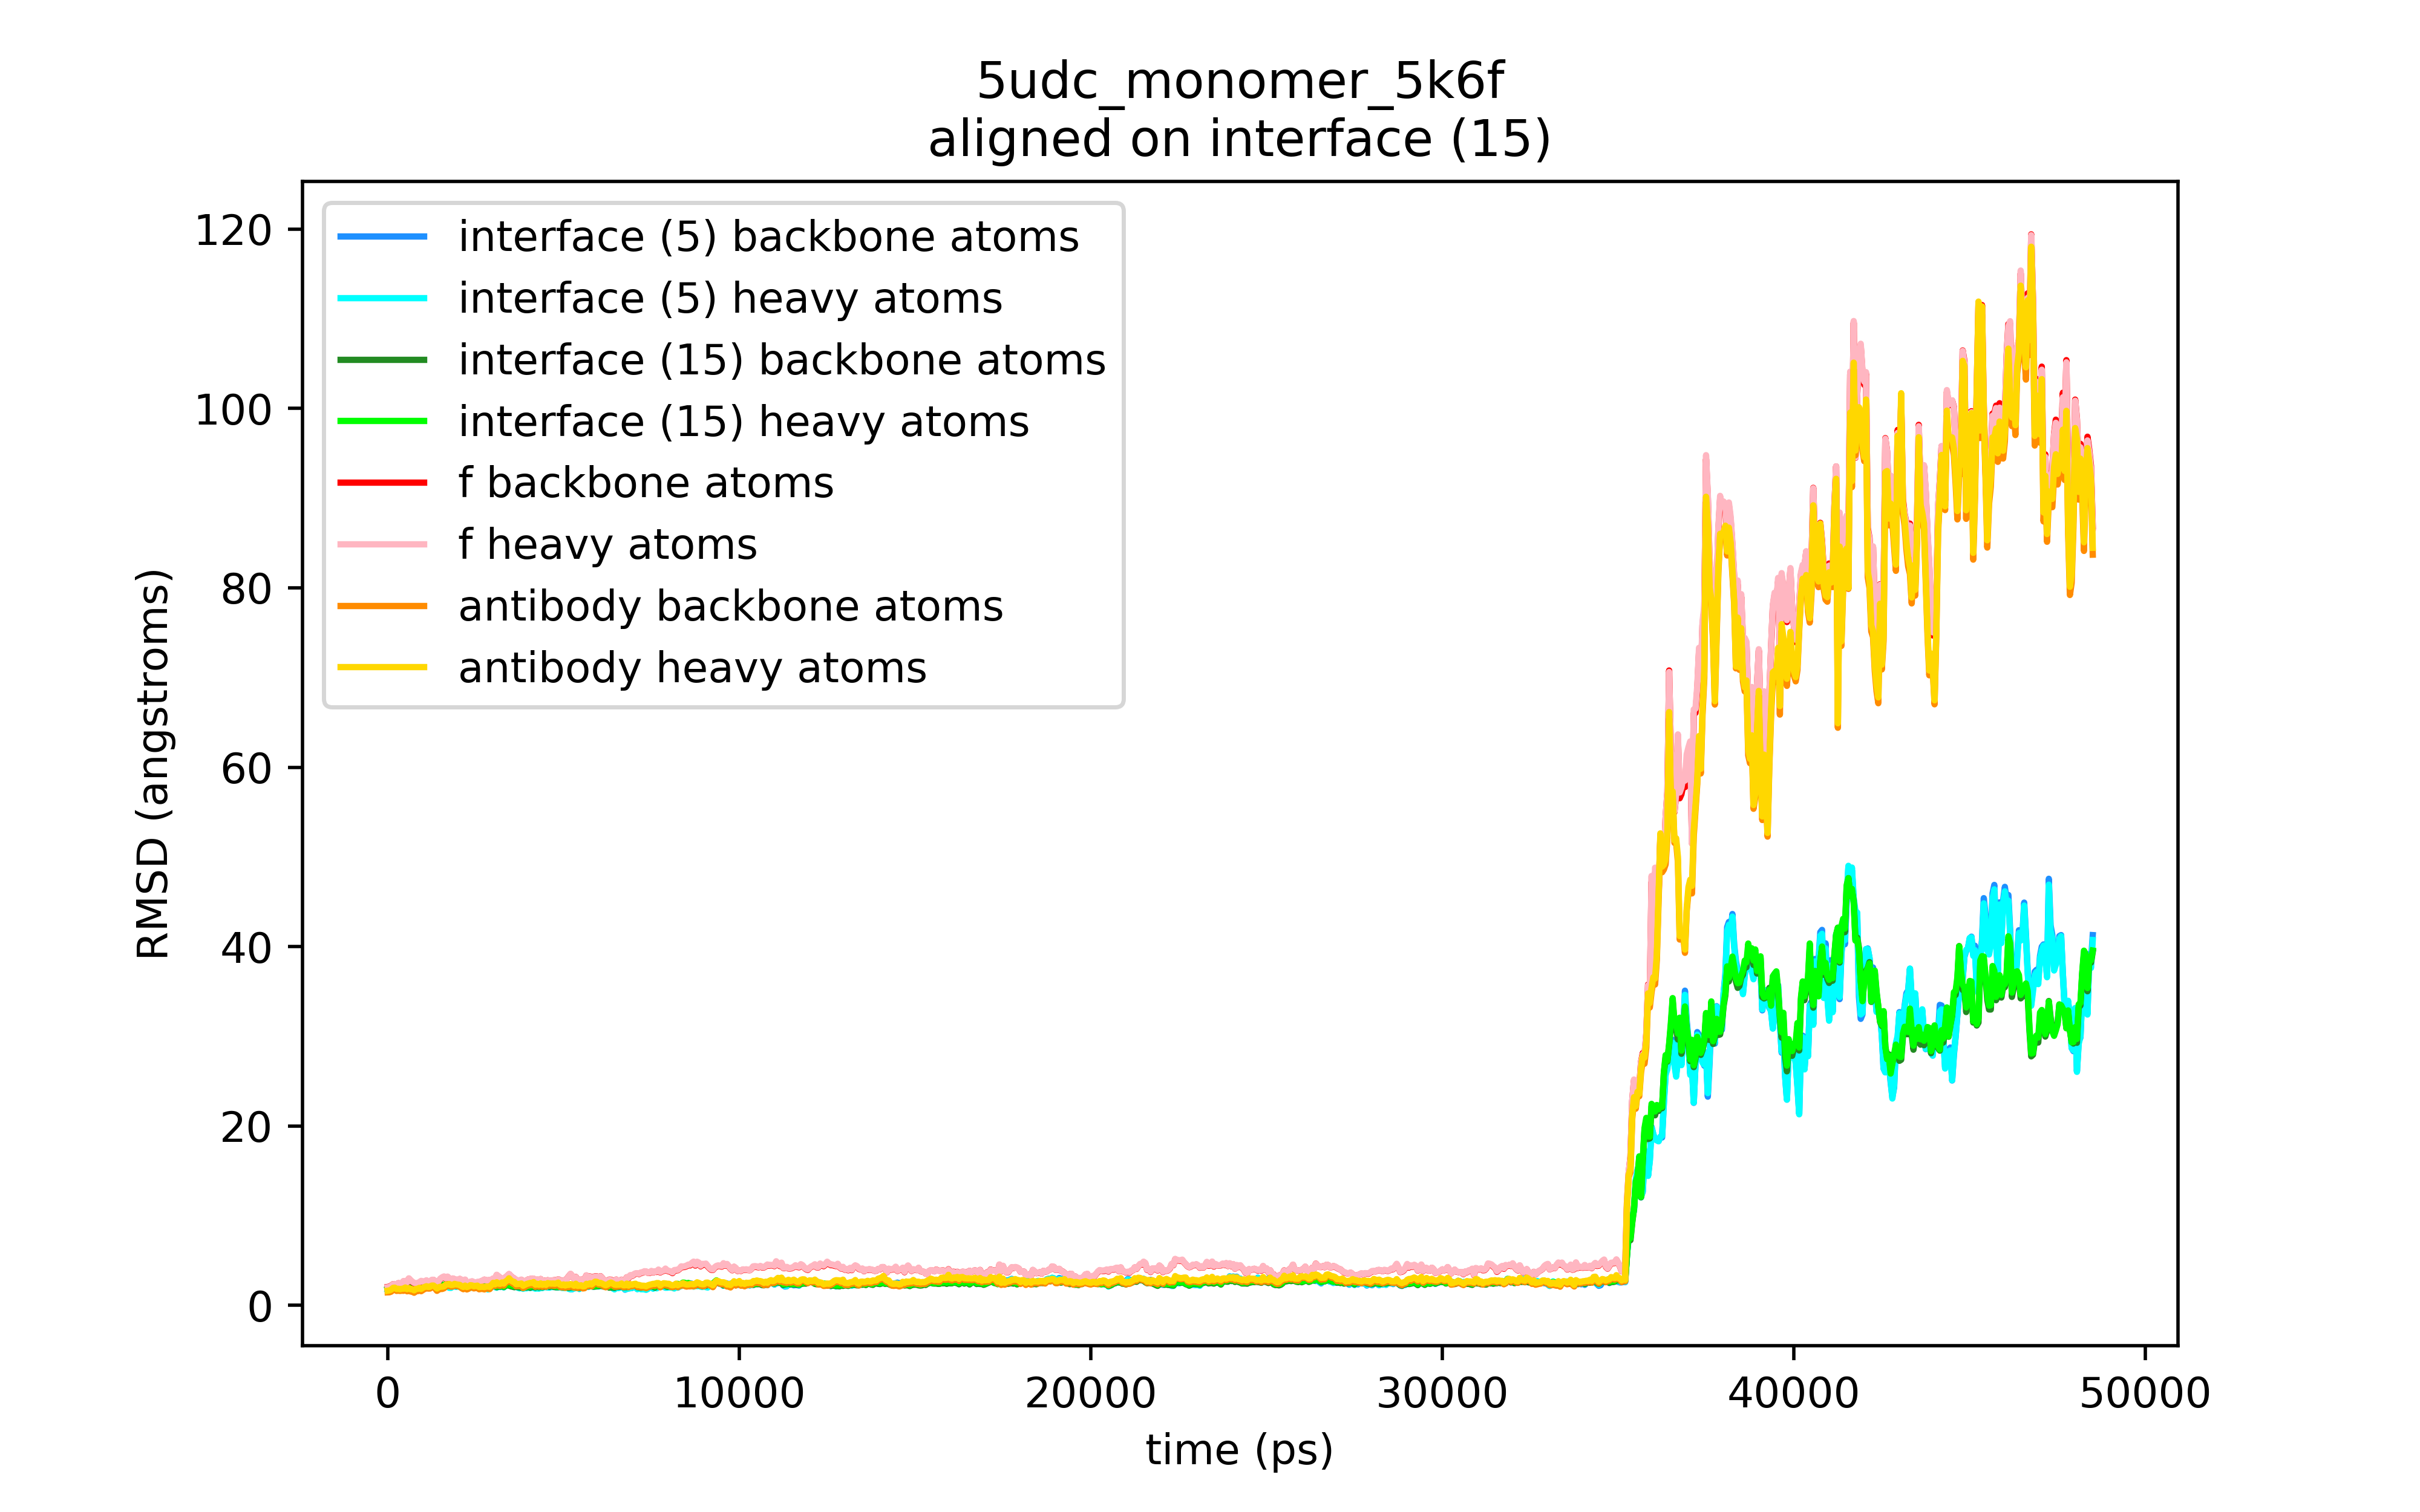 5udc_monomer_5k6f
aligned on interface (15)
interface (5) backbone atoms
interface (5) heavy atoms
interface (15) backbone atoms
interface (15) heavy atoms
f backbone atoms
f heavy atoms
antibody backbone atoms
antibody heavy atoms
RMSD (angstroms)
120
100
80
60
40
20
0
0 10000 20000 30000 40000 50000
time (ps)